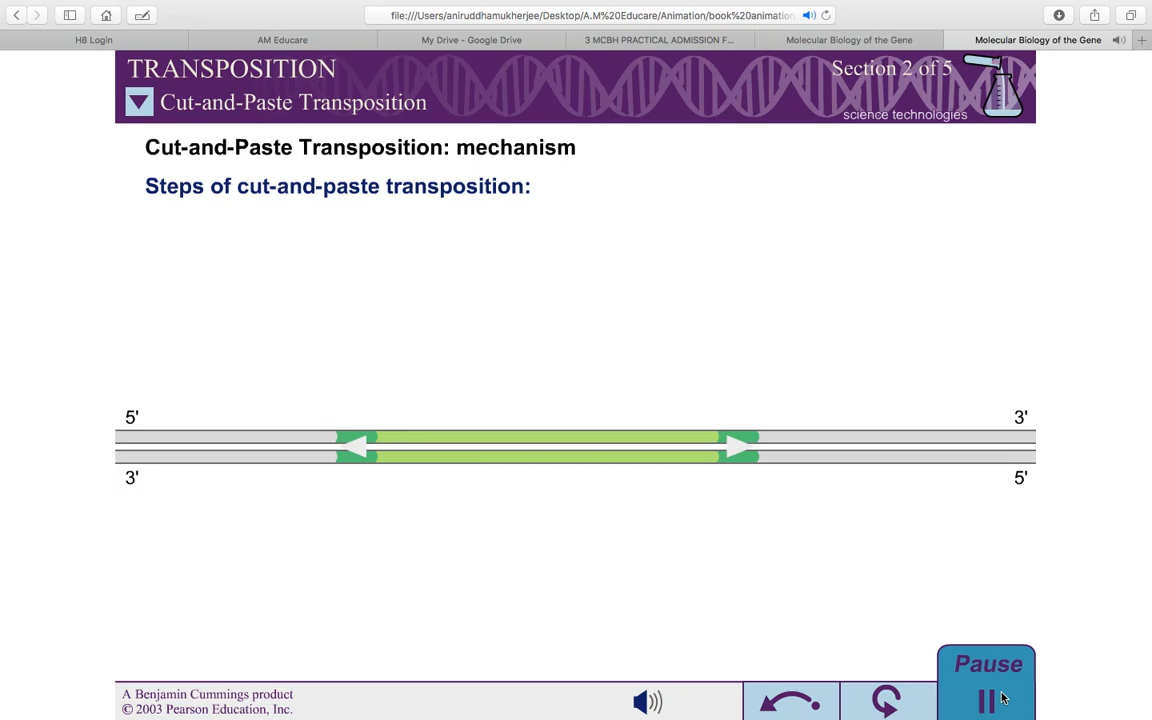 file:///Users/aniruddhamukherjee/Desktop/A.M%20Educare/Animation/book%20animation
H8 Login
AM Educare
My Drive - Google Drive
3 MCBH PRACTICAL ADMISSION F...
Molecular Biology of the Gene
Molecular Biology of the Gene
TRANSPOSITION
Section 2 of 5
Cut-and-Paste Transposition
science technologies
Cut-and-Paste Transposition: mechanism
Steps of cut-and-paste transposition:
5' 3'
3' 5'
Pause
A Benjamin Cummings product
© 2003 Pearson Education, Inc.